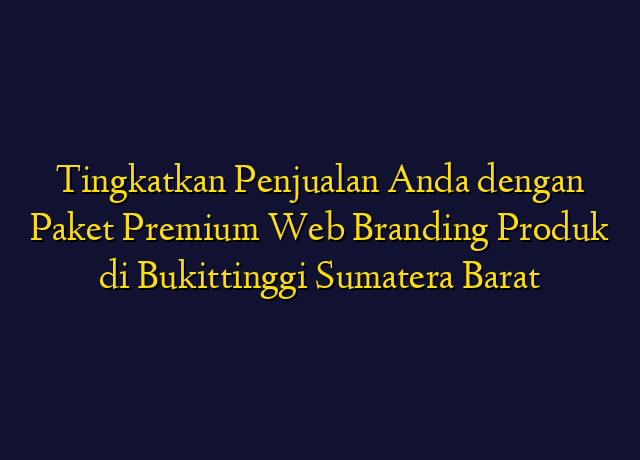 Tingkatkan Penjualan Anda dengan
Paket Premium Web Branding Produk
di Bukittinggi Sumatera Barat